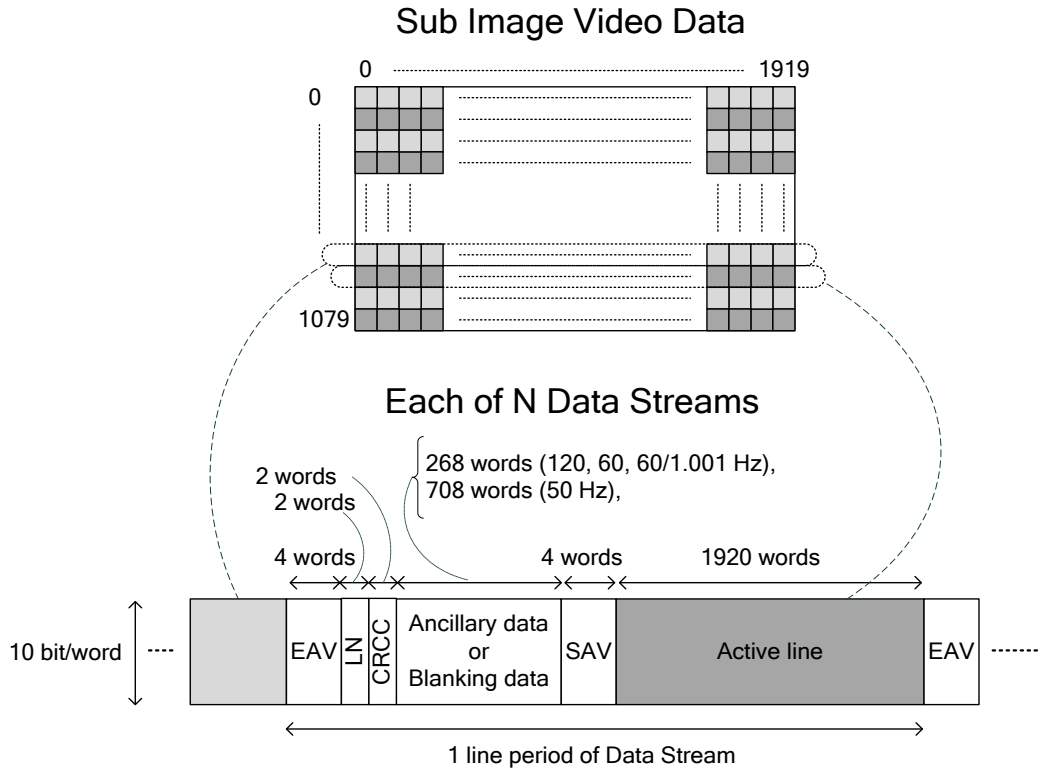 Sub Image Video Data
0
1919
0
1079
Each of N Data Streams
268 words (120, 60, 60/1.001 Hz),
708 words (50 Hz),
2 words
2 words
4 words
4 words
1920 words
10 bit/word
EAV
LN
CRCC
Ancillary data
or
Blanking data
SAV
Active line
EAV
1 line period of Data Stream